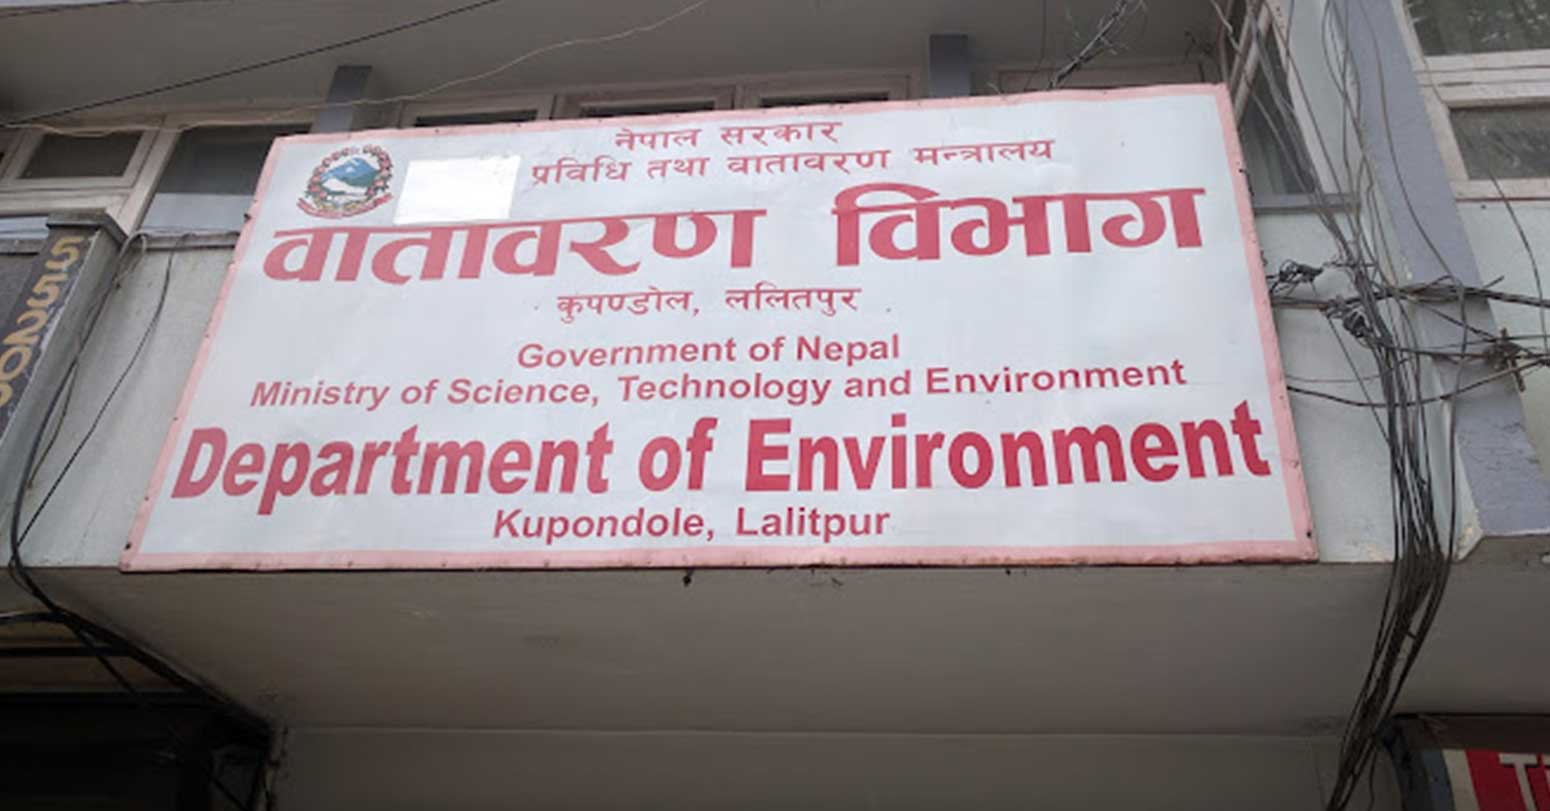 नेपाल सरकार
प्रविधि तथा वातावरण मन्त्रालय
वातावरण विभाग
कुपण्डोल, ललितपुर
Government of Nepal
Ministry of Science, Technology and Environment
Department of Environment
Kupondole, Lalitpur